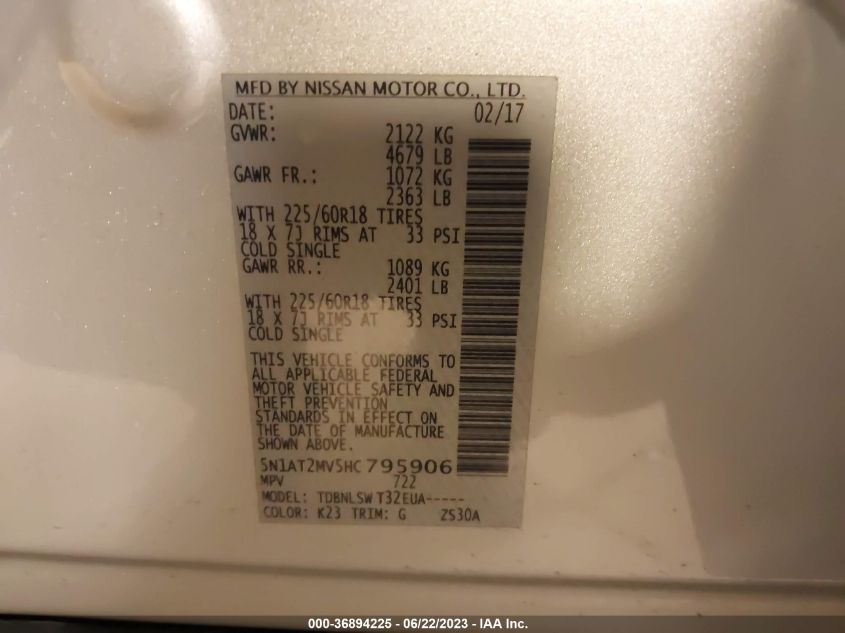 MFD BY NISSAN MOTOR CO., LTD.
DATE: 02/17
GVWR: 2122 KG
4679 LB
GAWR FR.: 1072 KG
2363 LB
WITH 225/60R18 TIRES
18 X 7J RIMS AT 33 PSI
COLD SINGLE
GAWR RR.: 1089 KG
2401 LB
WITH 225/60R18 TIRES
18 X 7J RIMS AT 33 PSI
COLD SINGLE
THIS VEHICLE CONFORMS TO
ALL APPLICABLE FEDERAL
MOTOR VEHICLE SAFETY AND
THEFT PREVENTION
STANDARDS IN EFFECT ON
THE DATE OF MANUFACTURE
SHOWN ABOVE.
5N1AT2MV5HC795906
MPV 722
MODEL: TDBNLSW T32EUA-----
COLOR: K23 TRIM: G ZS30A
000-36894225 - 06/22/2023 - IAA Inc.